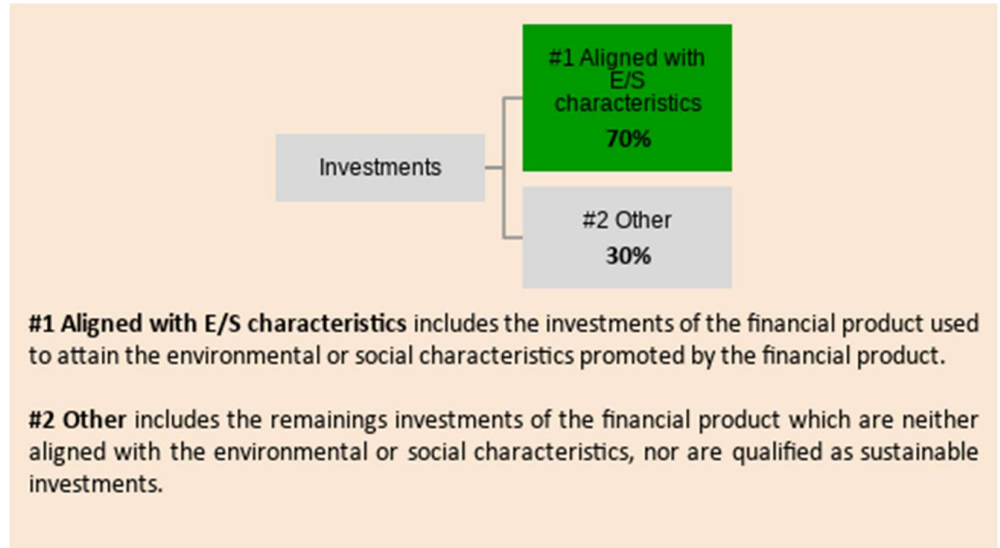 #1 Aligned with
E/S
characteristics
70%
Investments
#2 Other
30%
#1 Aligned with E/S characteristics includes the investments of the financial product used
to attain the environmental or social characteristics promoted by the financial product.
#2 Other includes the remainings investments of the financial product which are neither
aligned with the environmental or social characteristics, nor are qualified as sustainable
investments.